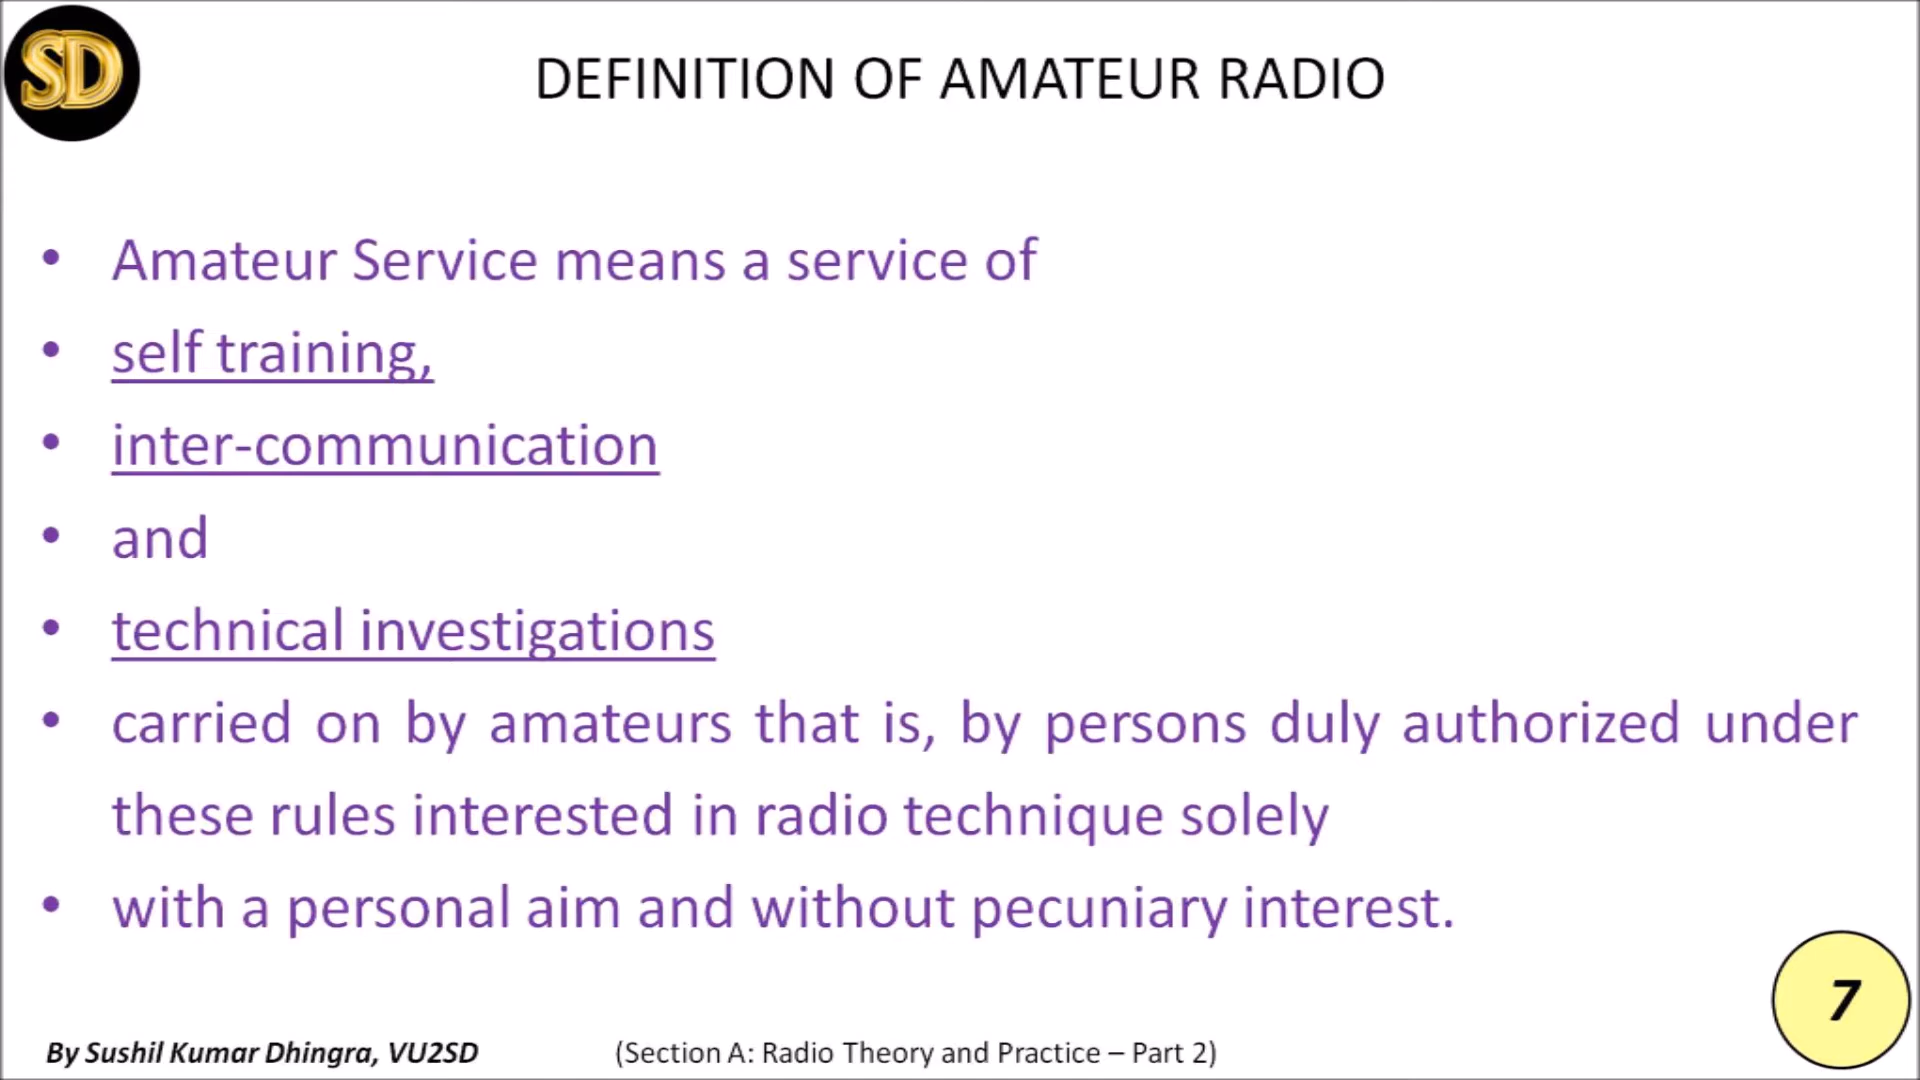 SD
DEFINITION OF AMATEUR RADIO
• Amateur Service means a service of
• self training,
• inter-communication
• and
• technical investigations
• carried on by amateurs that is, by persons duly authorized under
these rules interested in radio technique solely
• with a personal aim and without pecuniary interest.
7
By Sushil Kumar Dhingra, VU2SD (Section A: Radio Theory and Practice – Part 2)